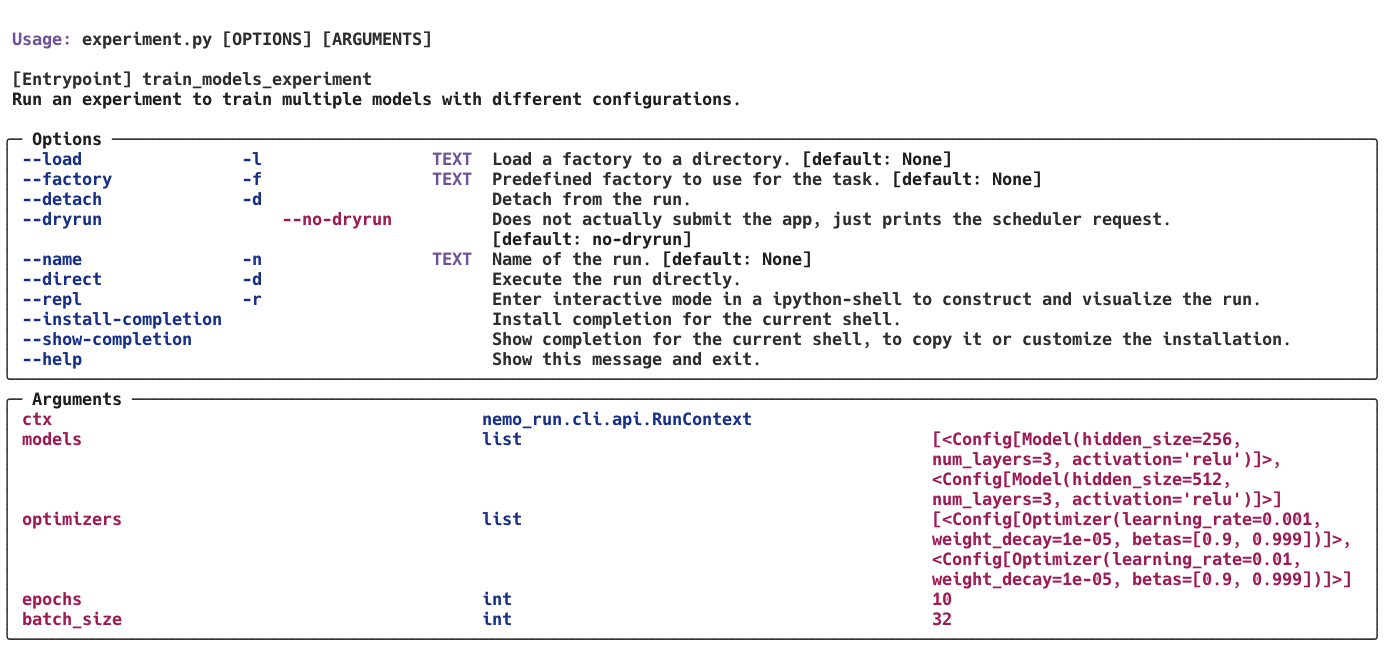 Usage: experiment.py [OPTIONS] [ARGUMENTS]
[Entrypoint] train_models_experiment
Run an experiment to train multiple models with different configurations.
Options
--load -l TEXT Load a factory to a directory. [default: None]
--factory -f TEXT Predefined factory to use for the task. [default: None]
--detach -d Detach from the run.
--dryrun --no-dryrun Does not actually submit the app, just prints the scheduler request.
[default: no-dryrun]
--name -n TEXT Name of the run. [default: None]
--direct -d Execute the run directly.
--repl -r Enter interactive mode in a ipython-shell to construct and visualize the run.
--install-completion Install completion for the current shell.
--show-completion Show completion for the current shell, to copy it or customize the installation.
--help Show this message and exit.
Arguments
ctx nemo_run.cli.api.RunContext
models list [<Config[Model(hidden_size=256,
num_layers=3, activation='relu')]>,
<Config[Model(hidden_size=512,
num_layers=3, activation='relu')]>]
optimizers list [<Config[Optimizer(learning_rate=0.001,
weight_decay=1e-05, betas=[0.9, 0.999])]>,
<Config[Optimizer(learning_rate=0.01,
weight_decay=1e-05, betas=[0.9, 0.999])]>]
epochs int 10
batch_size int 32